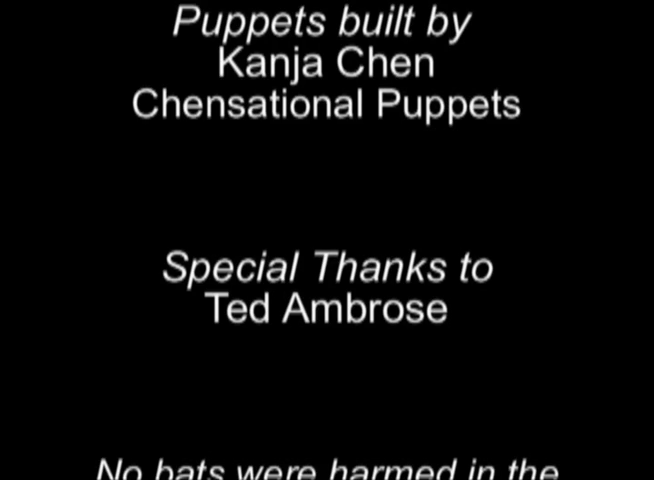 Puppets built by
Kanja Chen
Chensational Puppets
Special Thanks to
Ted Ambrose
No bats were harmed in the